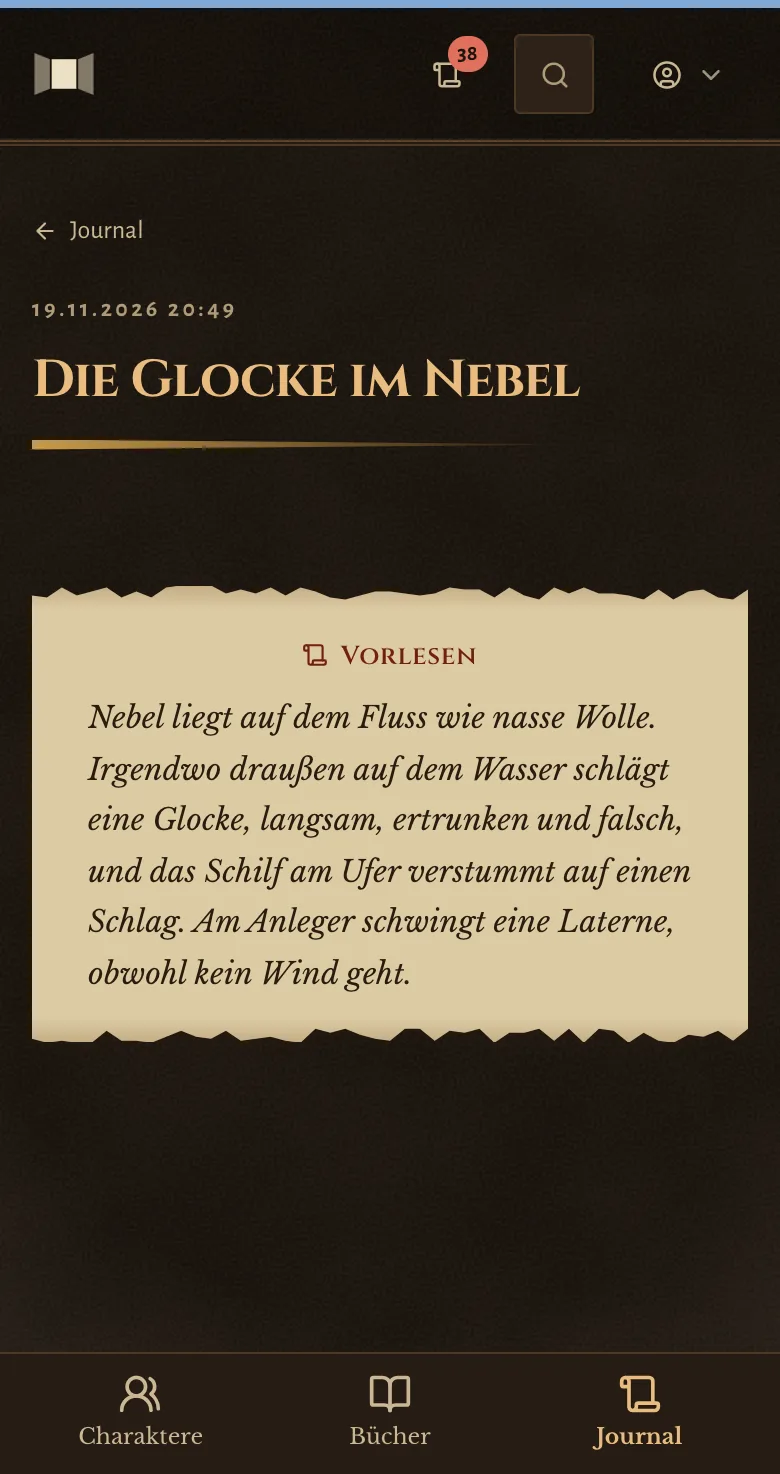 38
Journal
19.11.2026 20:49
Die Glocke im Nebel
Vorlesen
Nebel liegt auf dem Fluss wie nasse Wolle.
Irgendwo draußen auf dem Wasser schlägt
eine Glocke, langsam, ertrunken und falsch,
und das Schilf am Ufer verstummt auf einen
Schlag. Am Anleger schwingt eine Laterne,
obwohl kein Wind geht.
Charaktere
Bücher
Journal